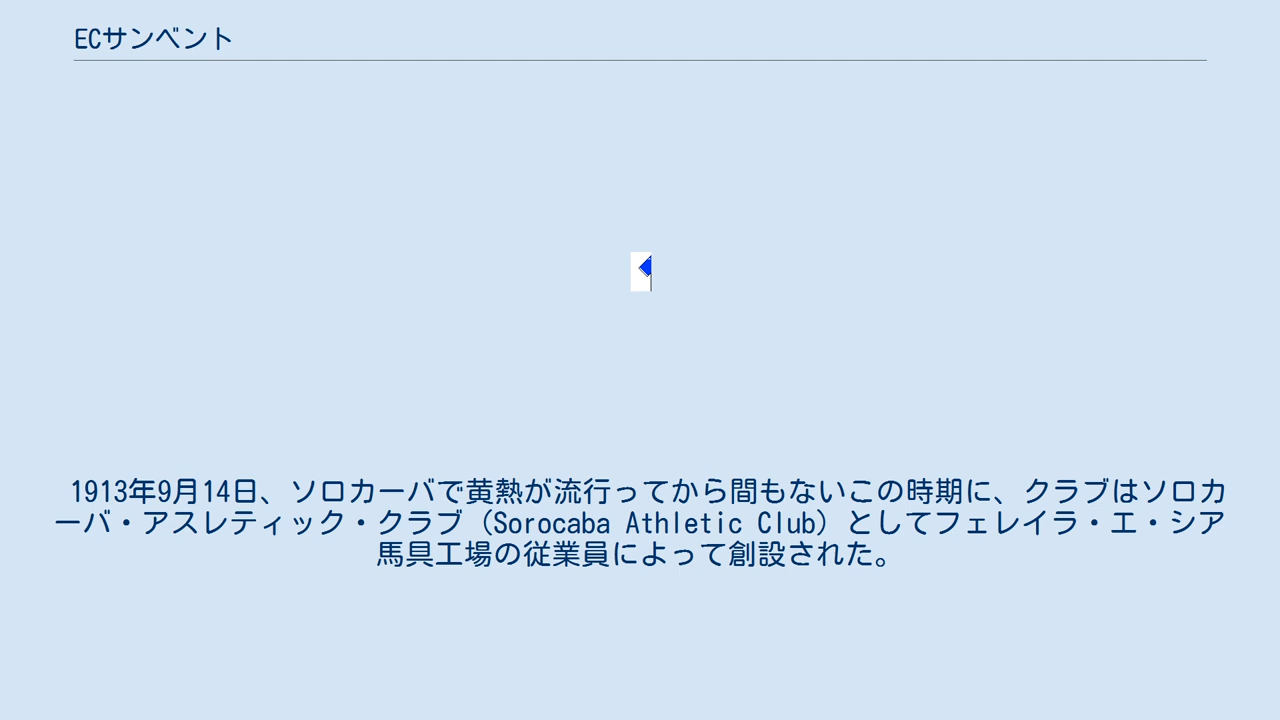 ECサンベント
1913年9月14日、ソロカーバで黄熱が流行ってから間もないこの時期に、クラブはソロカ
ーバ・アスレティック・クラブ（Sorocaba Athletic Club）としてフェレイラ・エ・シア
馬具工場の従業員によって創設された。